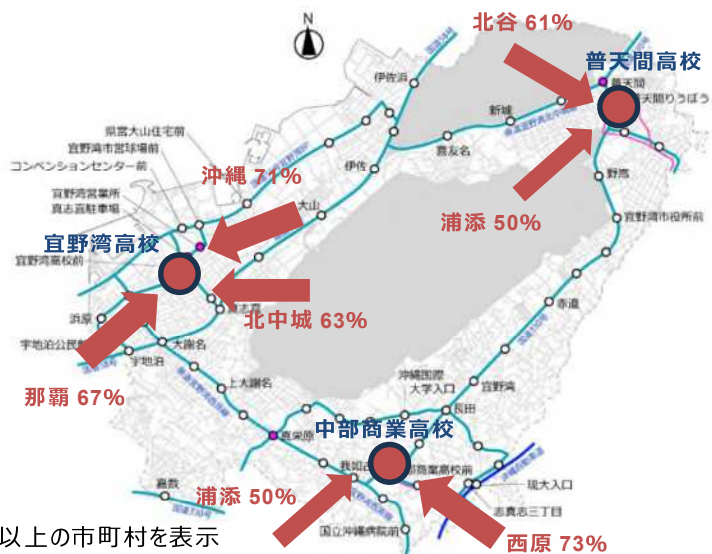 N
北谷 61%
普天間高校
伊佐浜
普天間
天間りうぼう
新城
県営大山住宅前
宜野湾市営球場前
コンベンションセンター前
喜友名
伊佐
沖縄 71%
野嵩
宜野湾営業所
真志喜駐車場
大山
浦添 50%
宜野湾市役所前
宜野湾高校
宜野湾高校前
真志喜
赤道
浜原
北中城 63%
宇地泊公民館
大謝名
宇地泊
那覇 67%
上大謝名
沖縄国際
大学入口
宜野湾
長田
中部商業高校
真栄原
我如古
部商業高校前
嘉数
浦添 50%
琉大入口
志真志三丁目
国立沖縄病院前
西原 73%
以上の市町村を表示